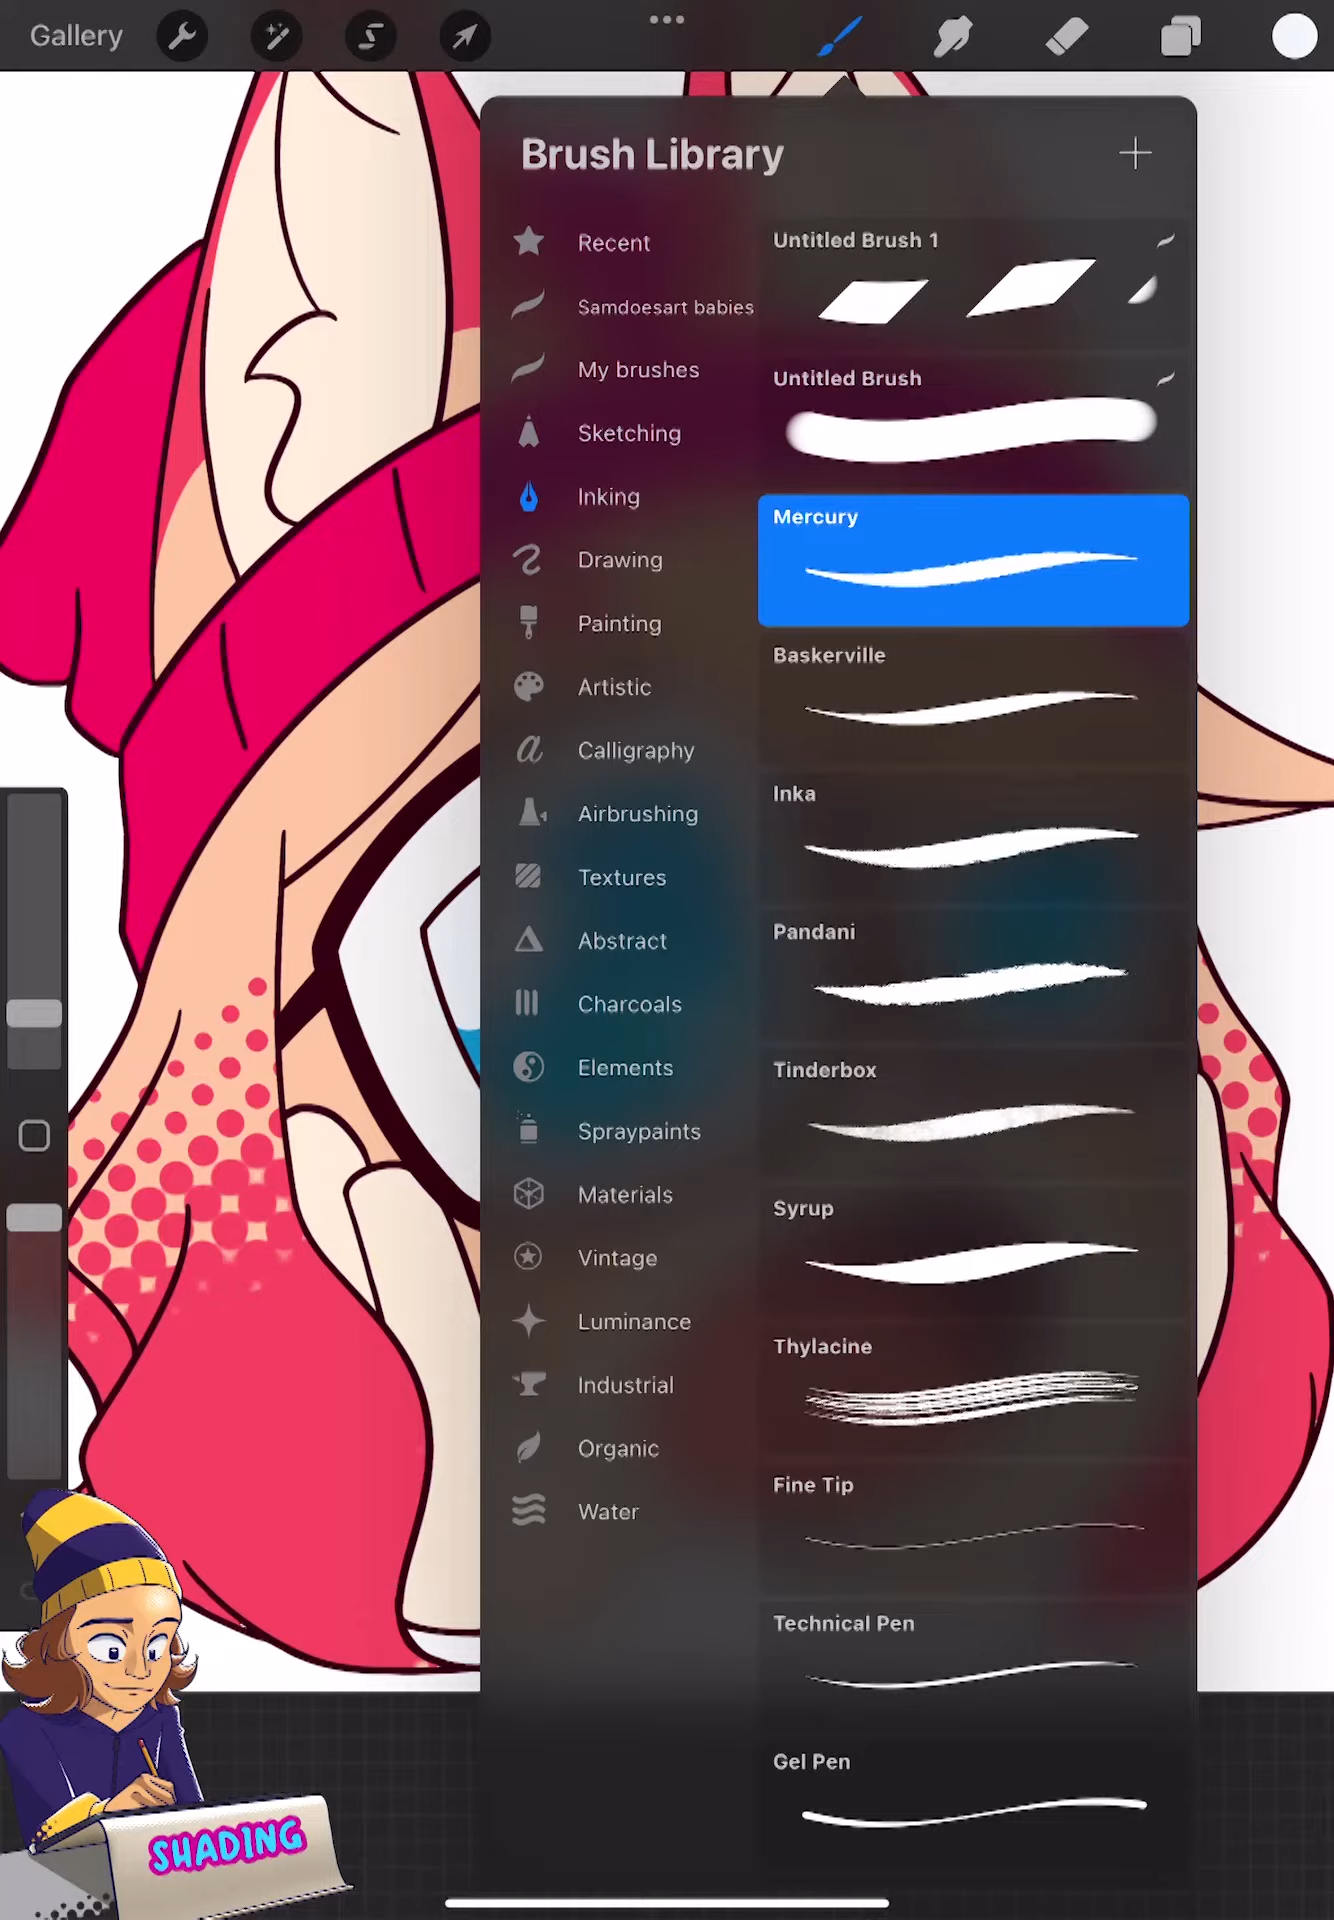 Gallery
Brush Library
Recent
Samdoesart babies
My brushes
Sketching
Inking
Drawing
Painting
Artistic
Calligraphy
Airbrushing
Textures
Abstract
Charcoals
Elements
Spraypaints
Materials
Vintage
Luminance
Industrial
Organic
Water
Untitled Brush 1
Untitled Brush
Mercury
Baskerville
Inka
Pandani
Tinderbox
Syrup
Thylacine
Fine Tip
Technical Pen
Gel Pen
SHADING